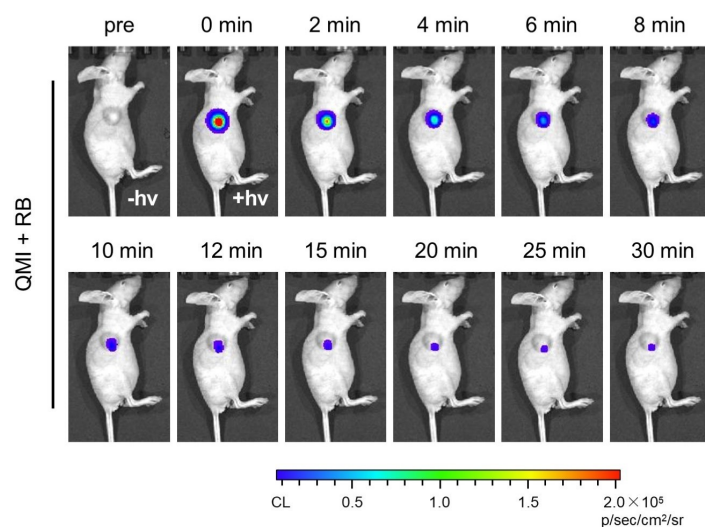 pre 0 min 2 min 4 min 6 min 8 min
-hv +hv
QMI + RB
10 min 12 min 15 min 20 min 25 min 30 min
CL 0.5 1.0 1.5 2.0×10⁵
p/sec/cm²/sr